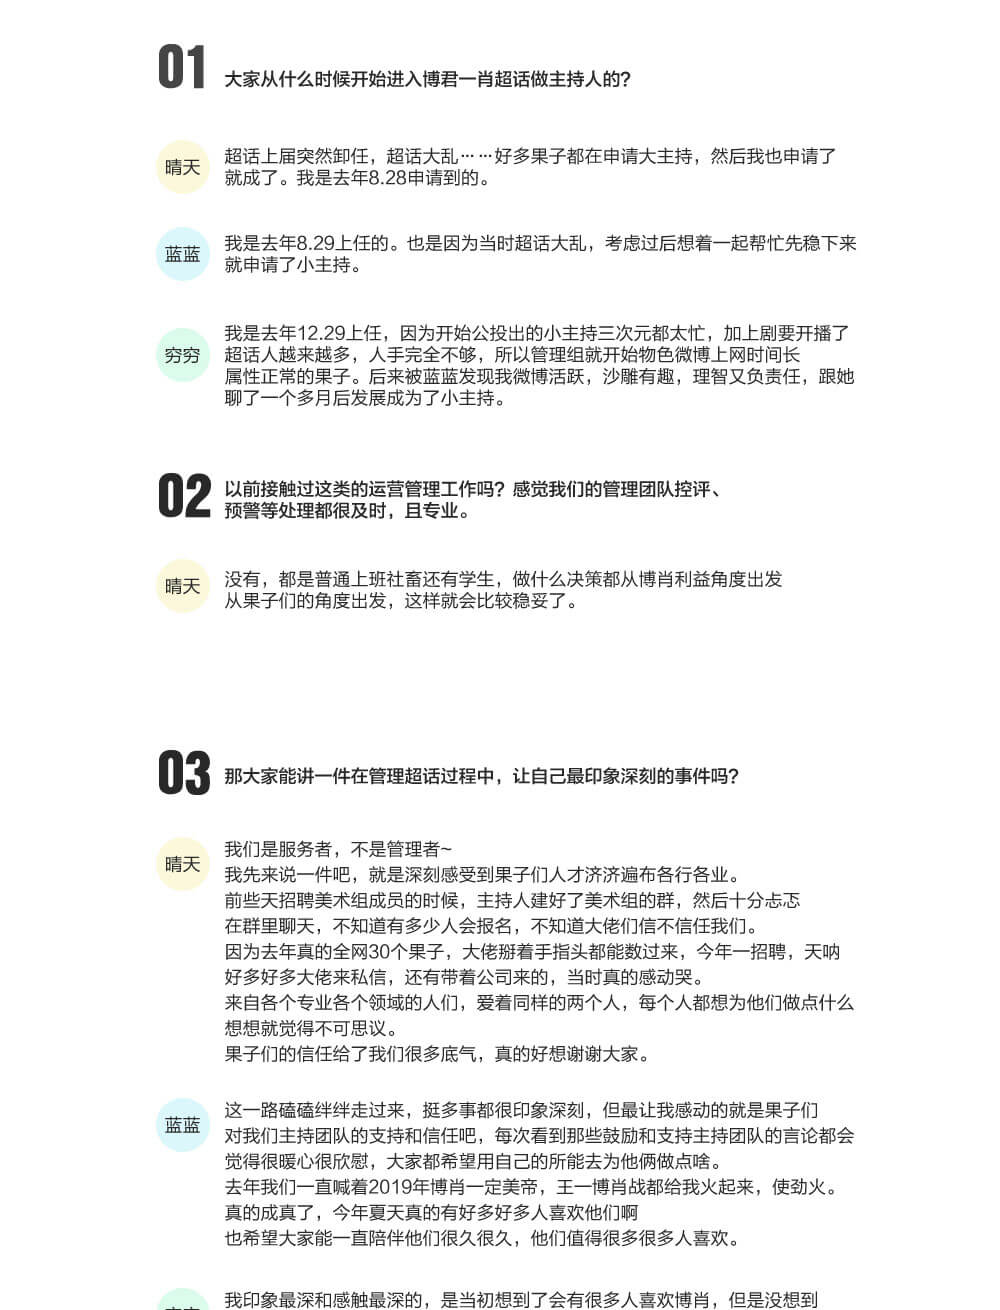 01
大家从什么时候开始进入博君一肖超话做主持人的？
晴天
超话上届突然卸任，超话大乱……好多果子都在申请大主持，然后我也申请了
就成了。我是去年8.28申请到的。
蓝蓝
我是去年8.29上任的。也是因为当时超话大乱，考虑过后想着一起帮忙先稳下来
就申请了小主持。
穷穷
我是去年12.29上任，因为开始公投出的小主持三次元都太忙，加上剧要开播了
超话人越来越多，人手完全不够，所以管理组就开始物色微博上网时间长
属性正常的果子。后来被蓝蓝发现我微博活跃，沙雕有趣，理智又负责任，跟她
聊了一个多月后发展成为了小主持。
02
以前接触过这类的运营管理工作吗？感觉我们的管理团队控评、
预警等处理都很及时，且专业。
晴天
没有，都是普通上班社畜还有学生，做什么决策都从博肖利益角度出发
从果子们的角度出发，这样就会比较稳妥了。
03
那大家能讲一件在管理超话过程中，让自己最印象深刻的事件吗？
晴天
我们是服务者，不是管理者~
我先来说一件吧，就是深刻感受到果子们人才济济遍布各行各业。
前些天招聘美术组成员的时候，主持人建好了美术组的群，然后十分忐忑
在群里聊天，不知道有多少人会报名，不知道大佬们信不信任我们。
因为去年真的全网30个果子，大佬掰着手指头都能数过来，今年一招聘，天呐
好多好多大佬来私信，还有带着公司来的，当时真的感动哭。
来自各个专业各个领域的人们，爱着同样的两个人，每个人都想为他们做点什么
想想就觉得不可思议。
果子们的信任给了我们很多底气，真的好想谢谢大家。
蓝蓝
这一路磕磕绊绊走过来，挺多事都很印象深刻，但最让我感动的就是果子们
对我们主持团队的支持和信任吧，每次看到那些鼓励和支持主持团队的言论都会
觉得很暖心很欣慰，大家都希望用自己的所能去为他俩做点啥。
去年我们一直喊着2019年博肖一定美帝，王一博肖战都给我火起来，使劲火。
真的成真了，今年夏天真的有好多好多人喜欢他们啊
也希望大家能一直陪伴他们很久很久，他们值得很多很多人喜欢。
我印象最深和感触最深的，是当初想到了会有很多人喜欢博肖，但是没想到